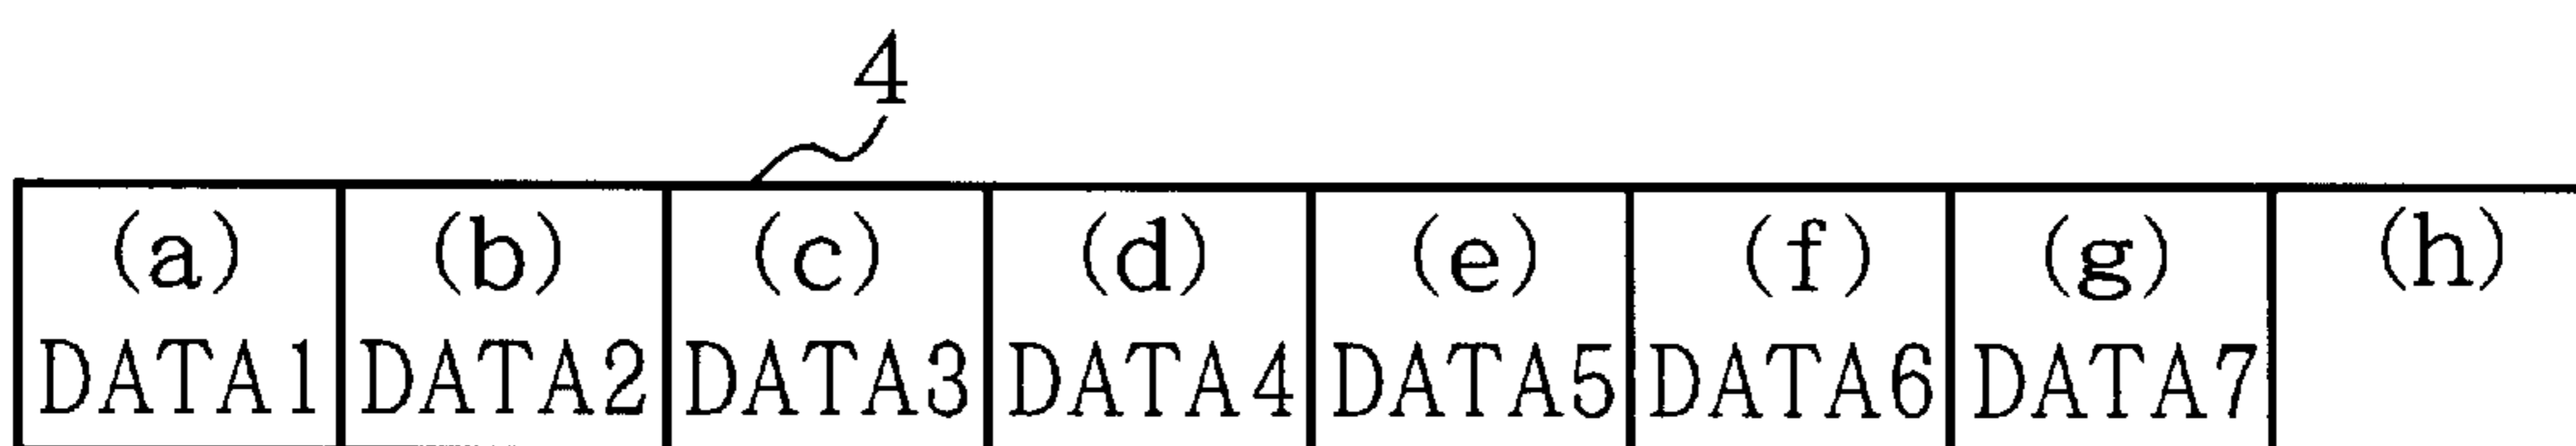 4
(a) (b) (c) (d) (e) (f) (g) (h)
DATA1 DATA2 DATA3 DATA4 DATA5 DATA6 DATA7